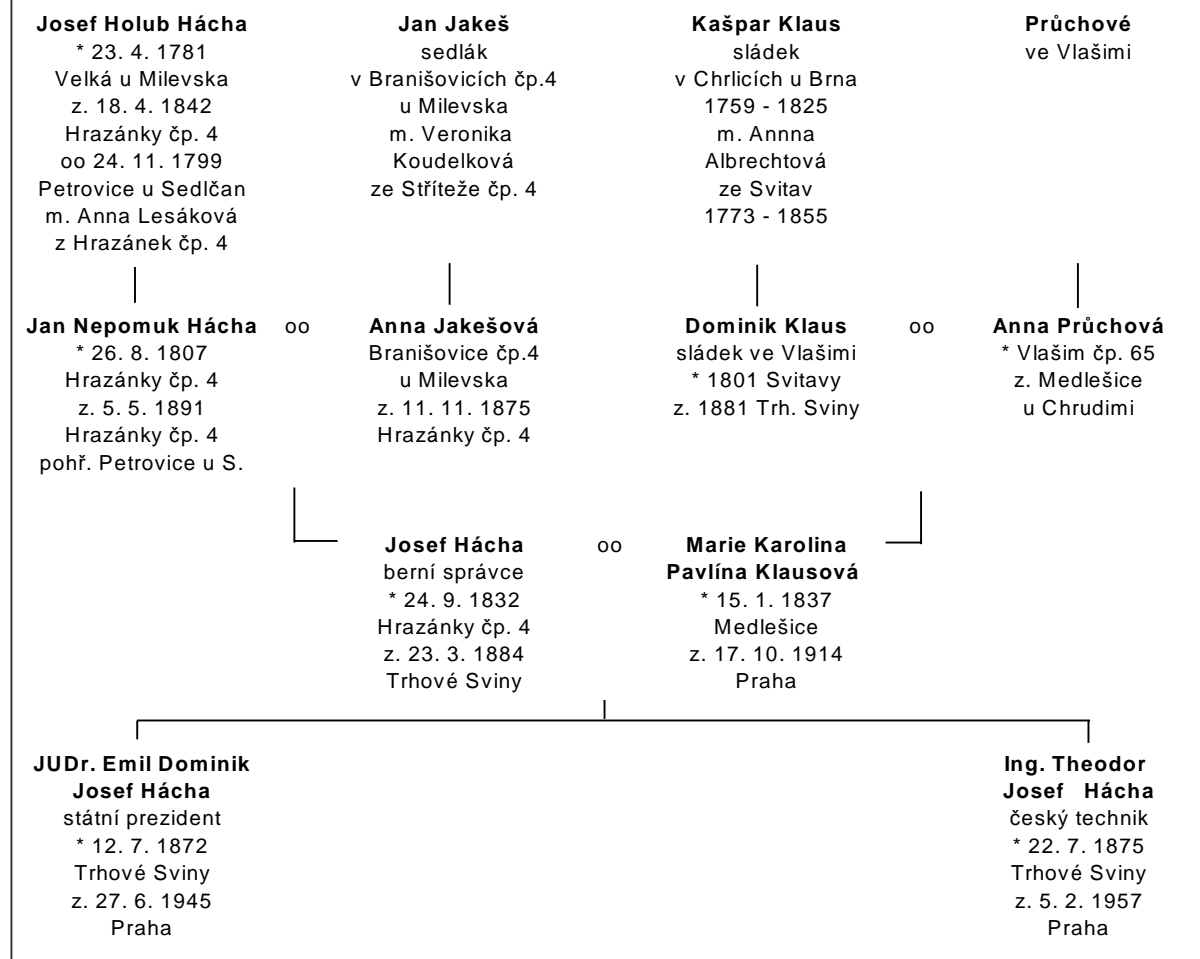 Josef Holub Hácha
* 23. 4. 1781
Velká u Milevska
z. 18. 4. 1842
Hrazánky čp. 4
oo 24. 11. 1799
Petrovice u Sedlčan
m. Anna Lesáková
z Hrazánek čp. 4
Jan Jakeš
sedlák
v Branišovicích čp.4
u Milevska
m. Veronika
Koudelková
ze Stříteže čp. 4
Kašpar Klaus
sládek
v Chrlicích u Brna
1759 - 1825
m. Annna
Albrechtová
ze Svitav
1773 - 1855
Průchové
ve Vlašimi
Jan Nepomuk Hácha
* 26. 8. 1807
Hrazánky čp. 4
z. 5. 5. 1891
Hrazánky čp. 4
pohř. Petrovice u S.
oo
Anna Jakešová
Branišovice čp.4
u Milevska
z. 11. 11. 1875
Hrazánky čp. 4
Dominik Klaus
sládek ve Vlašimi
* 1801 Svitavy
z. 1881 Trh. Sviny
oo
Anna Průchová
* Vlašim čp. 65
z. Medlešice
u Chrudimi
Josef Hácha
berní správce
* 24. 9. 1832
Hrazánky čp. 4
z. 23. 3. 1884
Trhové Sviny
oo
Marie Karolina
Pavlína Klausová
* 15. 1. 1837
Medlešice
z. 17. 10. 1914
Praha
JUDr. Emil Dominik
Josef Hácha
státní prezident
* 12. 7. 1872
Trhové Sviny
z. 27. 6. 1945
Praha
Ing. Theodor
Josef Hácha
český technik
* 22. 7. 1875
Trhové Sviny
z. 5. 2. 1957
Praha